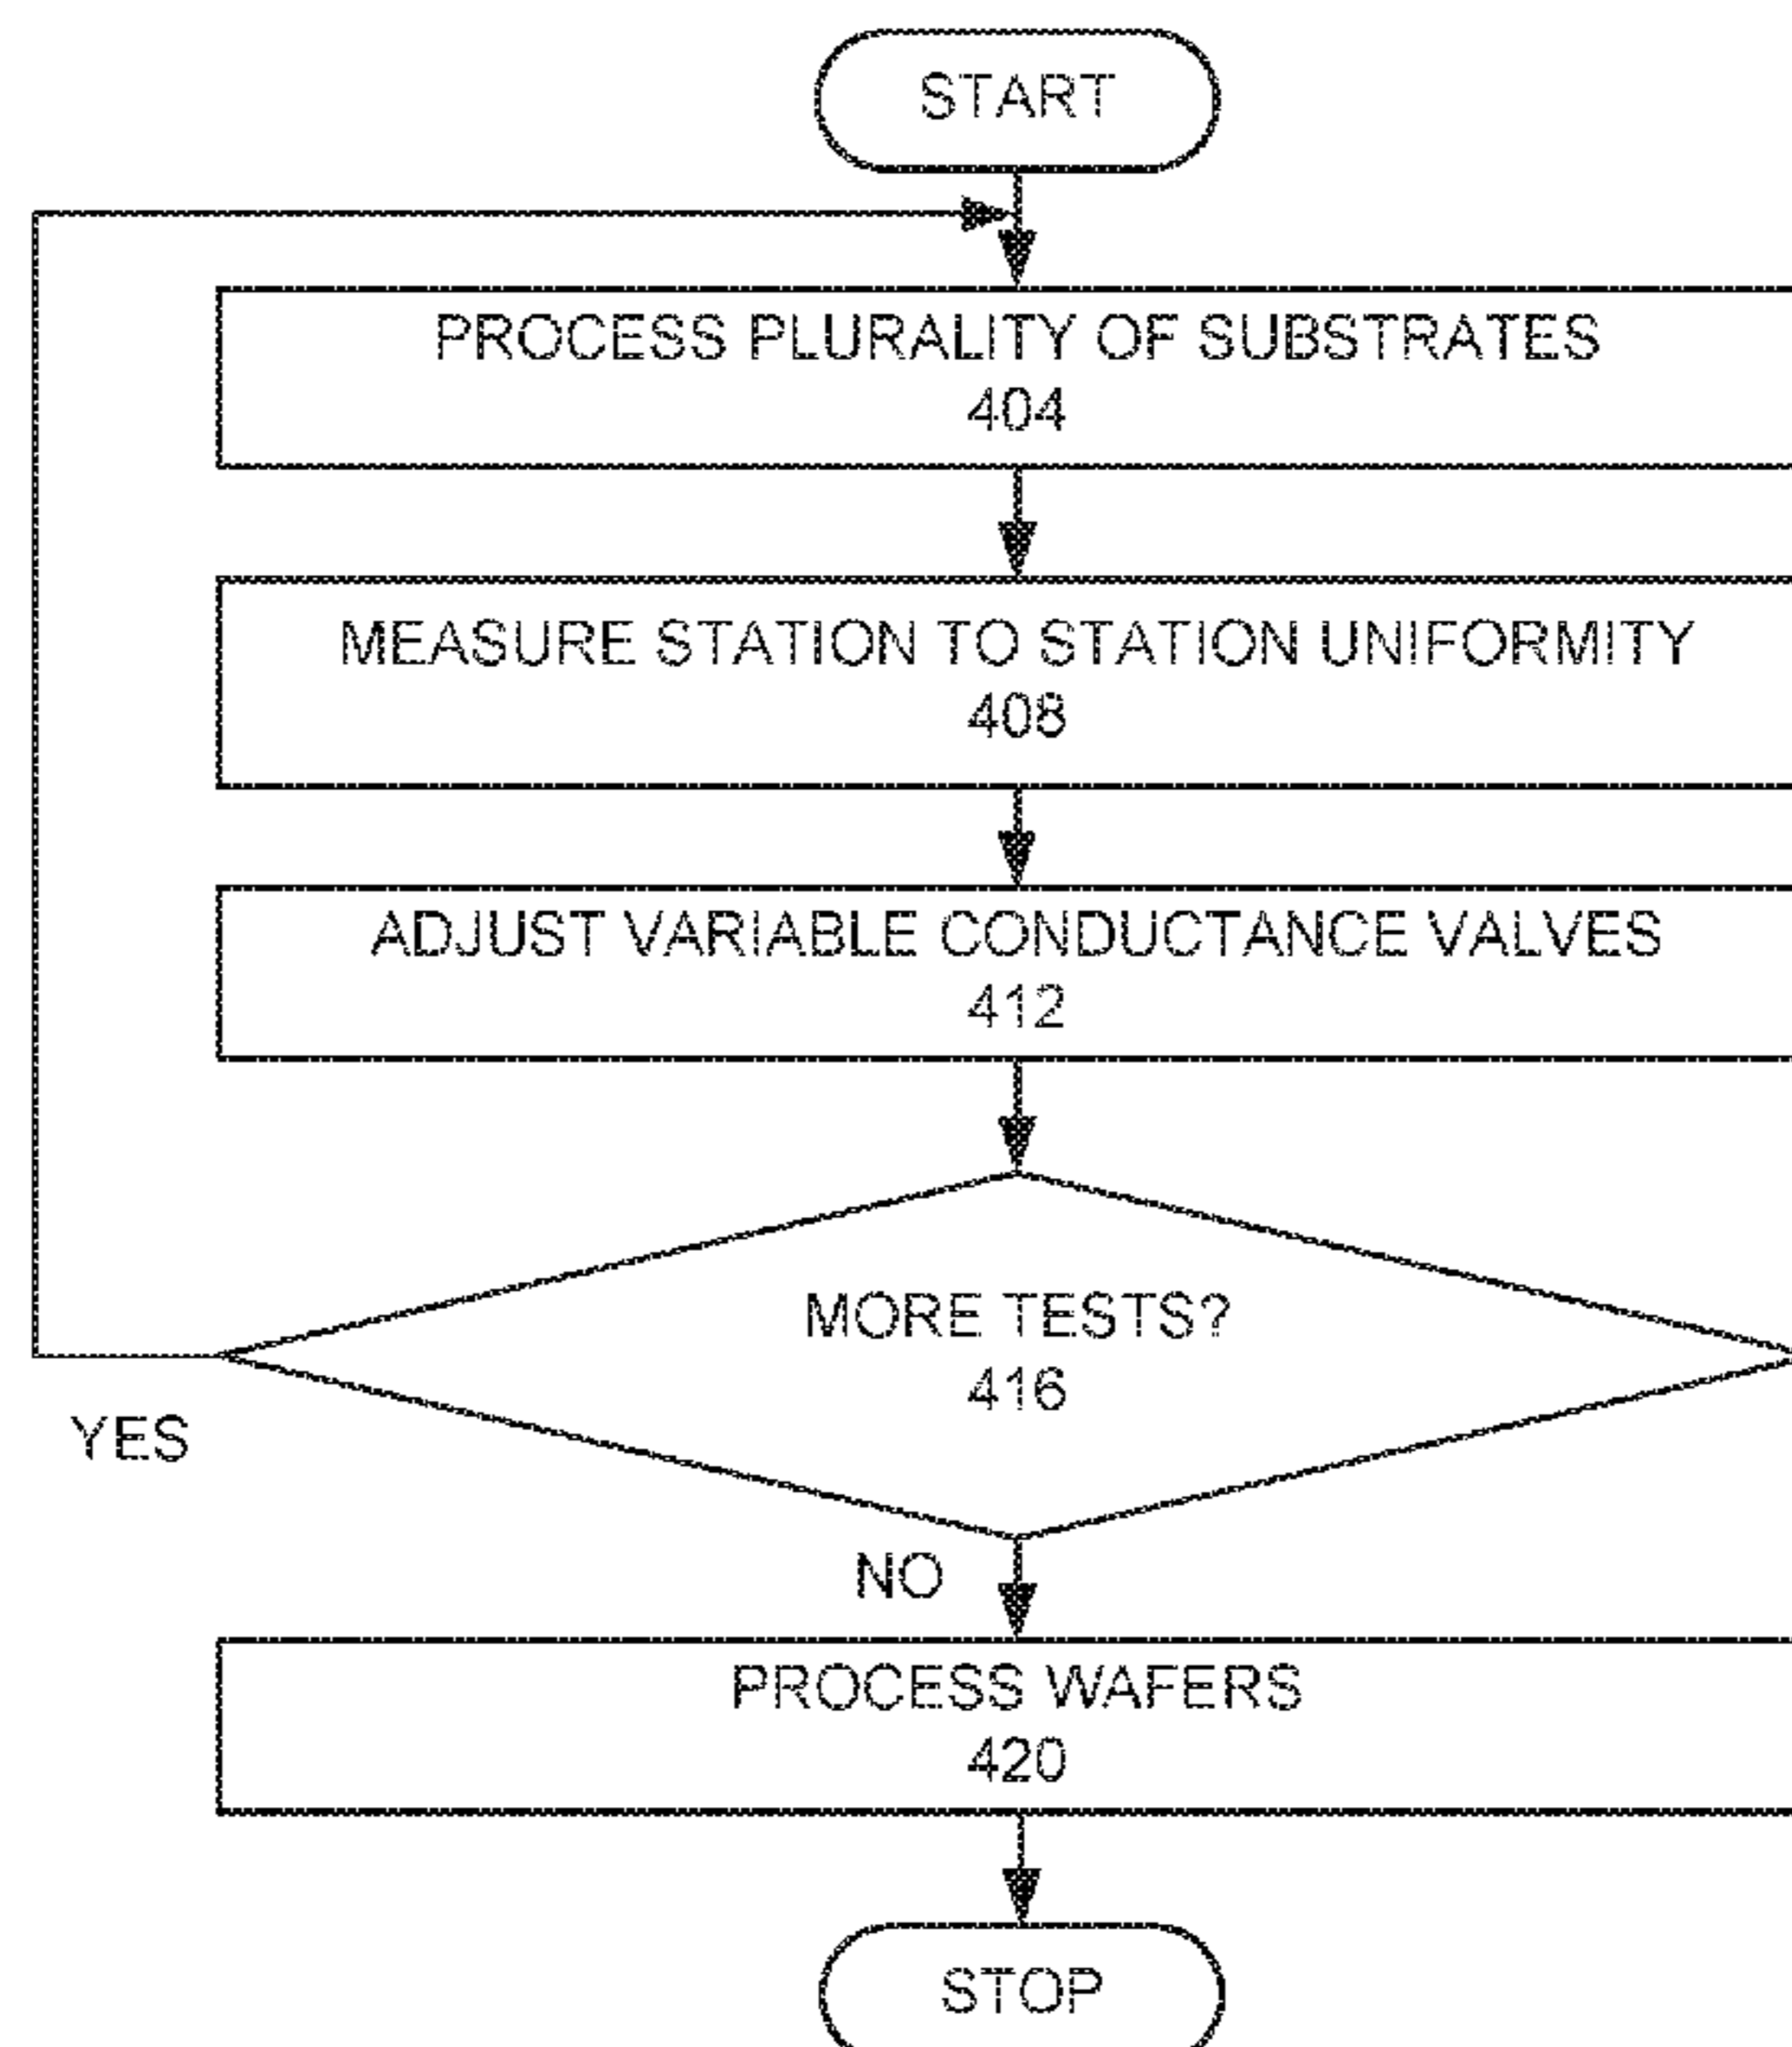 START
PROCESS PLURALITY OF SUBSTRATES
404
MEASURE STATION TO STATION UNIFORMITY
408
ADJUST VARIABLE CONDUCTANCE VALVES
412
MORE TESTS?
416
YES
NO
PROCESS WAFERS
420
STOP